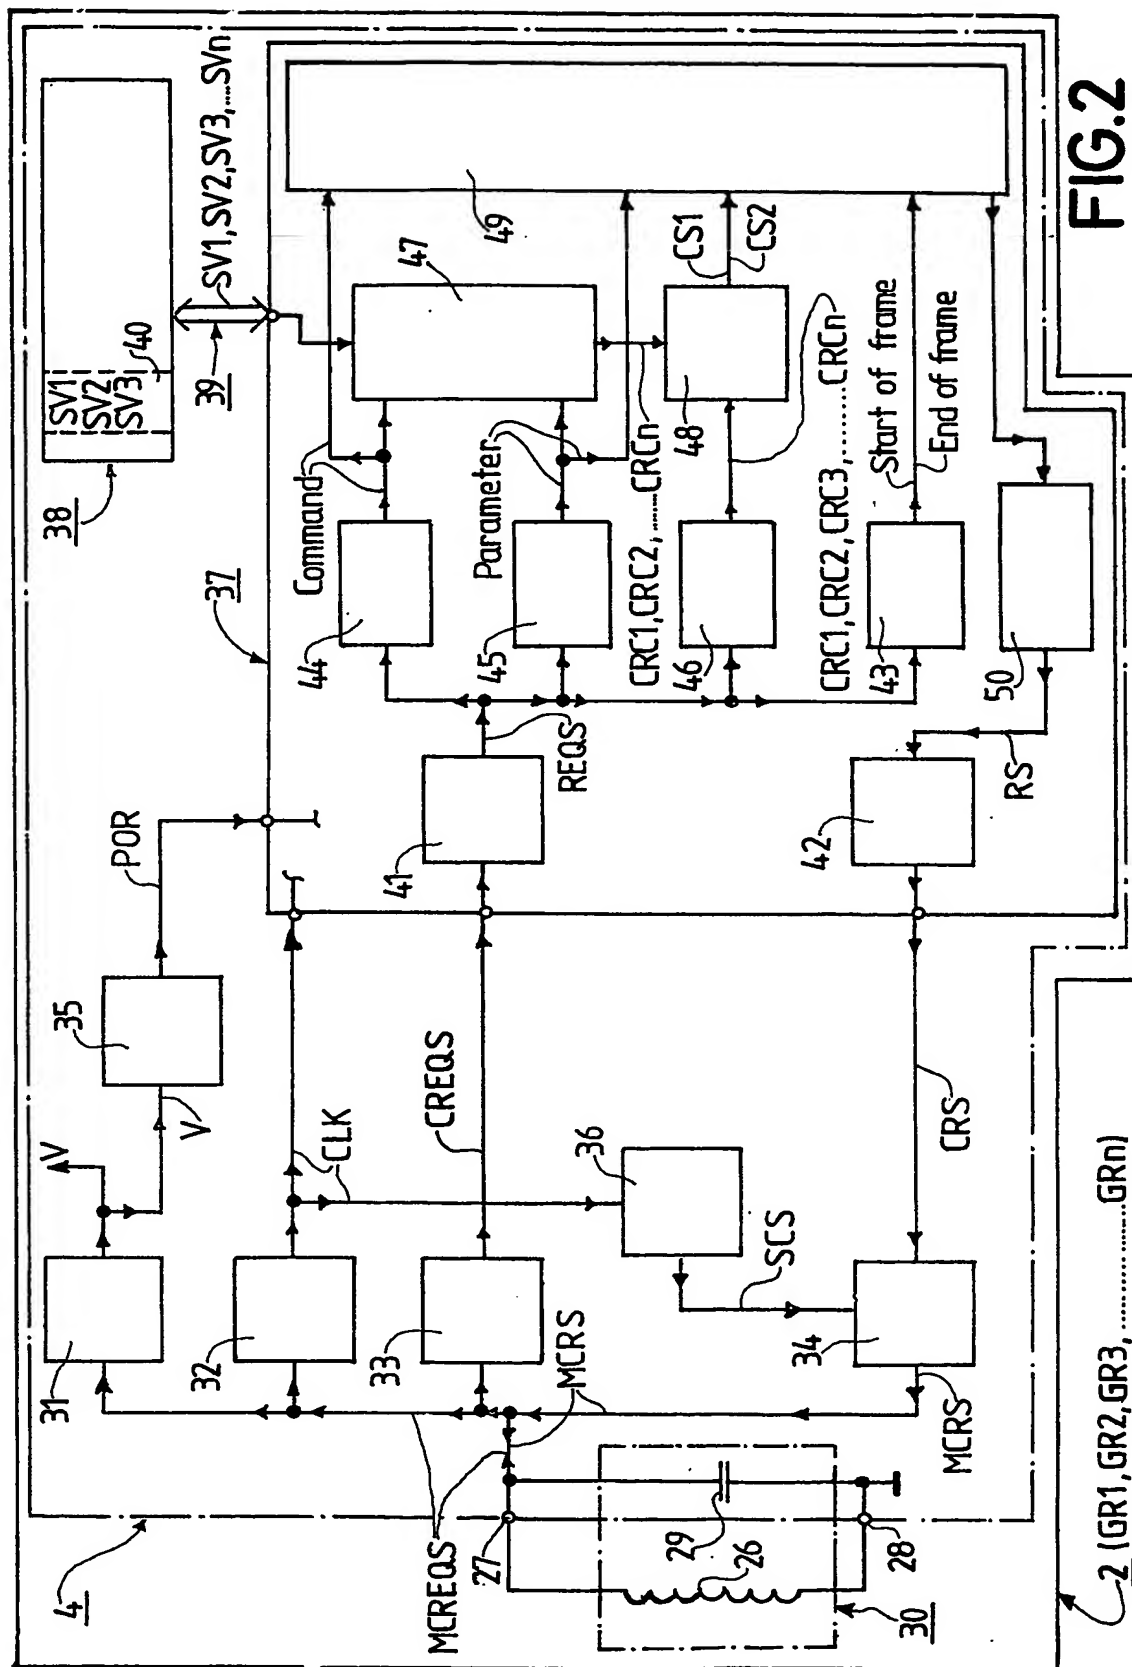 4
31
V
V
35
POR
38
SV1
SV2
SV3
40
39
SV1,SV2,SV3,....SVn
32
CLK
37
33
CREQS
41
REQS
44
Command
47
49
45
Parameter
CRC1,CRC2,.......CRCn
46
48
CS1
CS2
CRC1,CRC2,CRC3,..........CRCn
43
Start of frame
End of frame
36
SCS
MCREQS
MCRS
27
29
26
28
30
34
MCRS
CRS
42
RS
50
2 (GR1,GR2,GR3,............GRn)
FIG.2